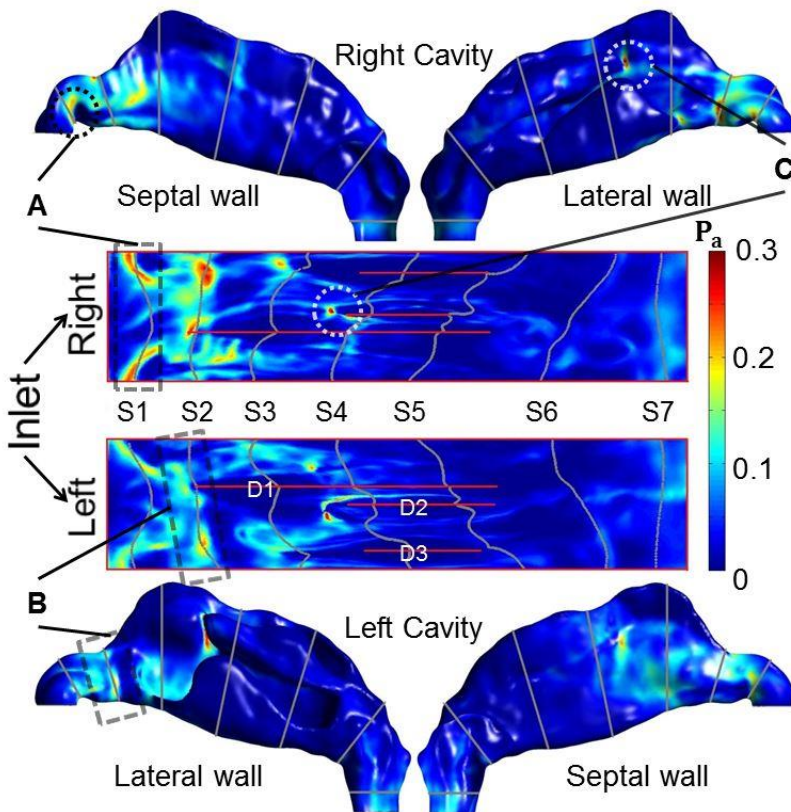 Right Cavity
Septal wall
Lateral wall
A
C
Pa
0.3
0.2
0.1
0
Inlet
Right
S1 S2 S3 S4 S5 S6 S7
Left
D1
D2
D3
B
Left Cavity
Lateral wall
Septal wall